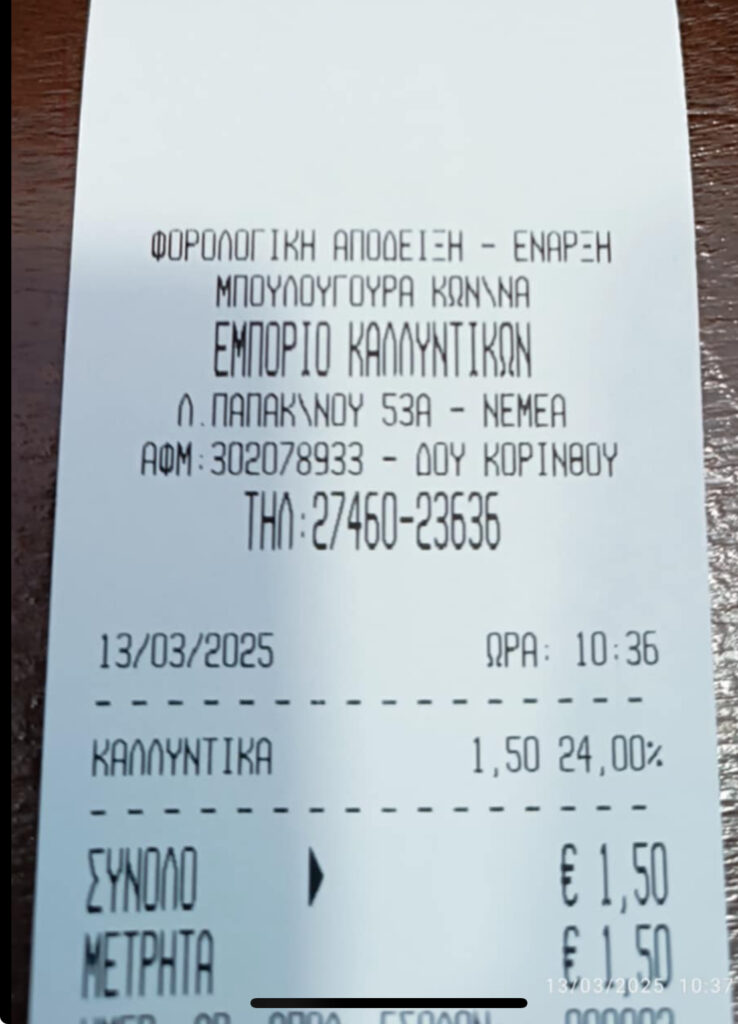 ΦΟΡΟΛΟΓΙΚΗ ΑΠΟΔΕΙΞΗ - ΕΝΑΡΞΗ
ΜΠΟΥΛΟΥΓΟΥΡΑ ΚΩΝ\ΝΑ
ΕΜΠΟΡΙΟ ΚΑΛΛΥΝΤΙΚΩΝ
Λ.ΠΑΠΑΚ\ΝΟΥ 53Α - ΝΕΜΕΑ
ΑΦΜ:302078933 - ΔΟΥ ΚΟΡΙΝΘΟΥ
ΤΗΛ:27460-23636
13/03/2025 ΩΡΑ: 10:36
ΚΑΛΛΥΝΤΙΚΑ 1,50 24,00%
ΣΥΝΟΛΟ € 1,50
ΜΕΤΡΗΤΑ € 1,50
13/03/2025 10:37